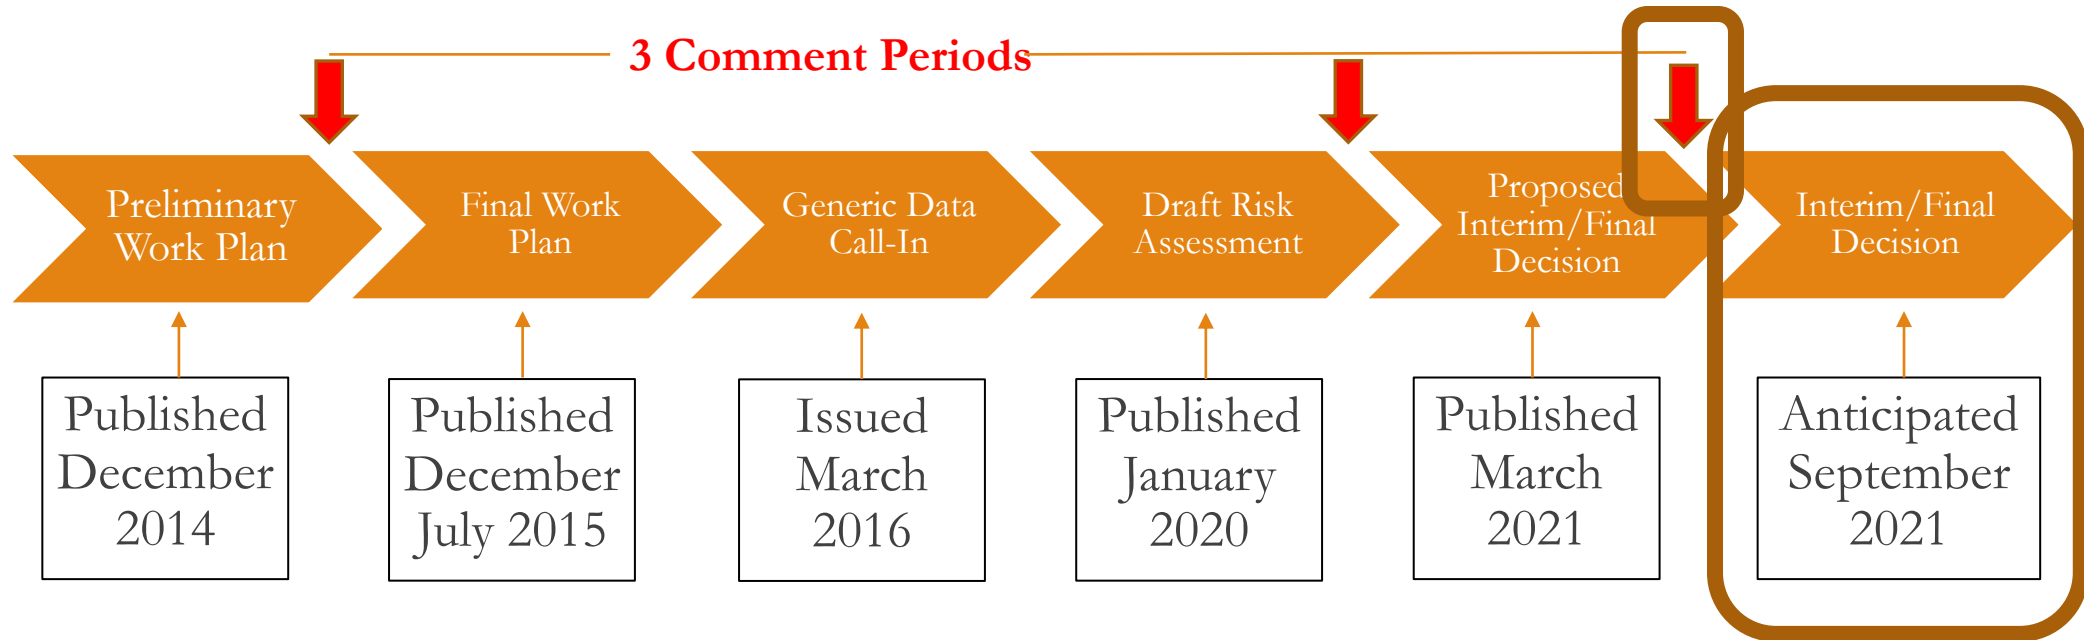 3 Comment Periods
Preliminary
Work Plan
Final Work
Plan
Generic Data
Call-In
Draft Risk
Assessment
Proposed
Interim/Final
Decision
Interim/Final
Decision
Published
December
2014
Published
December
July 2015
Issued
March
2016
Published
January
2020
Published
March
2021
Anticipated
September
2021